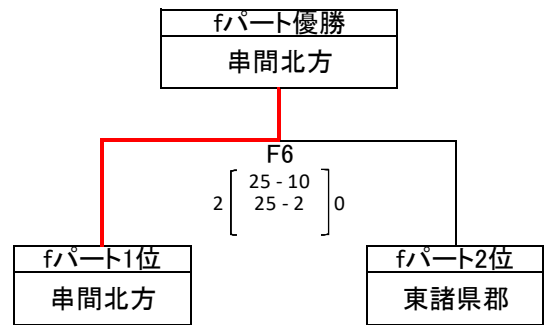 fパート優勝
串間北方
F6
25 - 10
2 25 - 2 0
fパート1位 fパート2位
串間北方 東諸県郡